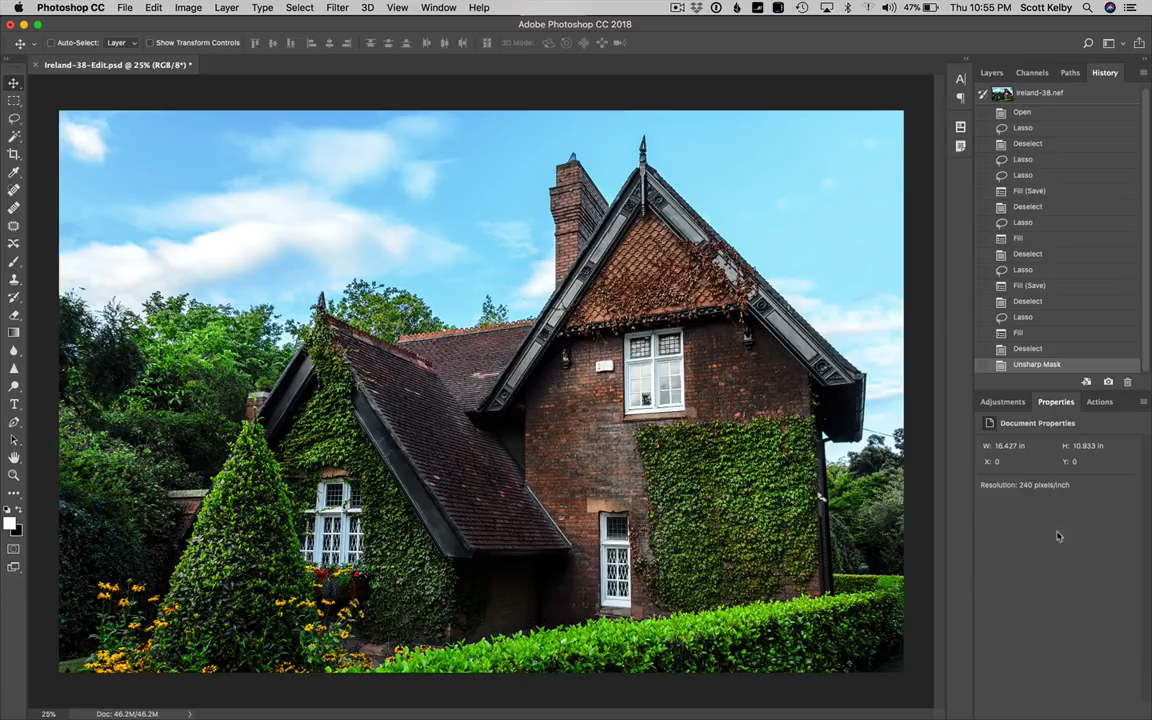 Photoshop CC File Edit Image Layer Type Select Filter 3D View Window Help 47% Thu 10:55 PM Scott Kelby
Adobe Photoshop CC 2018
Auto-Select: Layer Show Transform Controls 3D Mode:
Ireland-38-Edit.psd @ 25% (RGB/8*) *
Layers Channels Paths History
Ireland-38.nef
Open
Lasso
Deselect
Lasso
Lasso
Fill (Save)
Deselect
Lasso
Fill
Deselect
Lasso
Fill (Save)
Deselect
Lasso
Fill
Deselect
Unsharp Mask
Adjustments Properties Actions
Document Properties
W: 16.427 in H: 10.933 in
X: 0 Y: 0
Resolution: 240 pixels/inch
25% Doc: 46.2M/46.2M